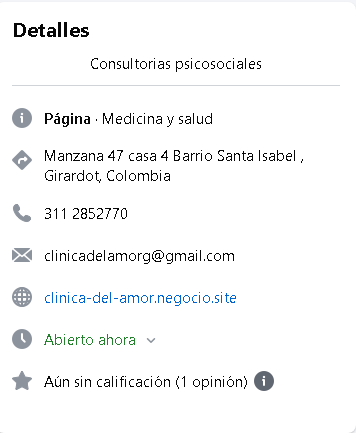 Detalles
Consultorias psicosociales
Página · Medicina y salud
Manzana 47 casa 4 Barrio Santa Isabel ,
Girardot, Colombia
311 2852770
clinicadelamorg@gmail.com
clinica-del-amor.negocio.site
Abierto ahora
Aún sin calificación (1 opinión)